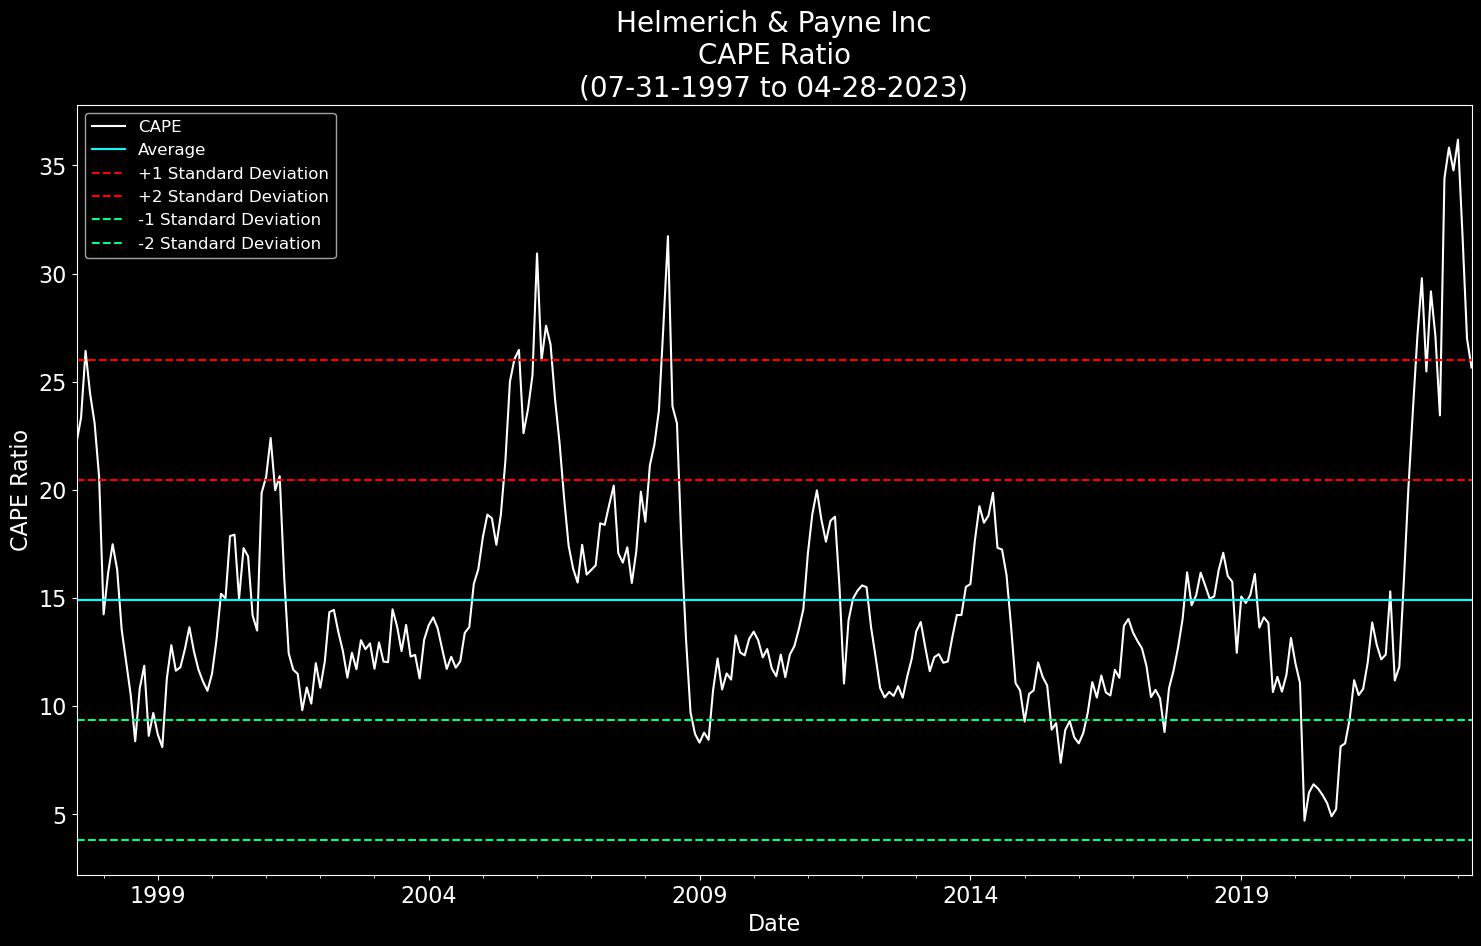 Helmerich & Payne Inc
CAPE Ratio
(07-31-1997 to 04-28-2023)
CAPE
Average
+1 Standard Deviation
+2 Standard Deviation
-1 Standard Deviation
-2 Standard Deviation
CAPE Ratio
35
30
25
20
15
10
5
1999 2004 2009 2014 2019
Date